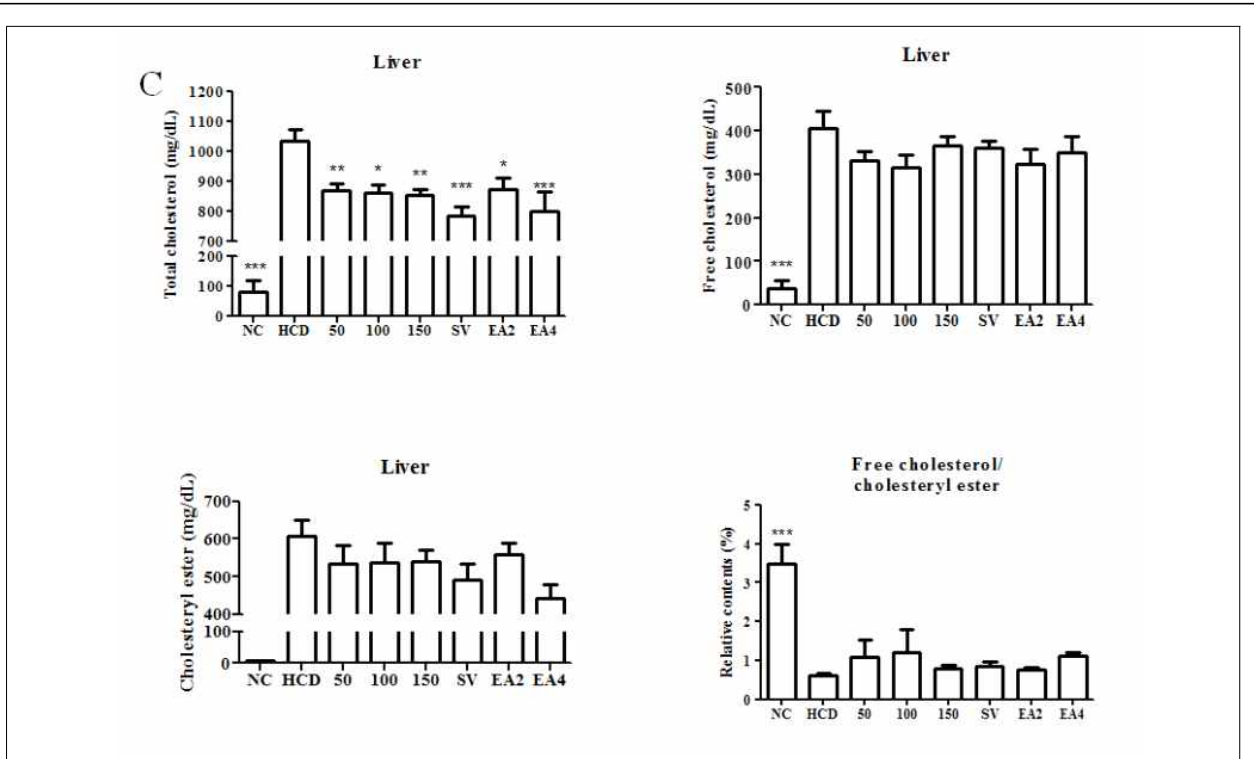 C
Liver
Total cholesterol (mg/dL)
1200
1100
1000
900
800
700
200
100
0
***
**
*
**
***
*
***
NC HCD 50 100 150 SV EA2 EA4
Liver
Free cholesterol (mg/dL)
500
400
300
200
100
0
***
NC HCD 50 100 150 SV EA2 EA4
Liver
Cholesteryl ester (mg/dL)
700
600
500
400
100
0
NC HCD 50 100 150 SV EA2 EA4
Free cholesterol/
cholesteryl ester
Relative contents (%)
5
4
3
2
1
0
***
NC HCD 50 100 150 SV EA2 EA4